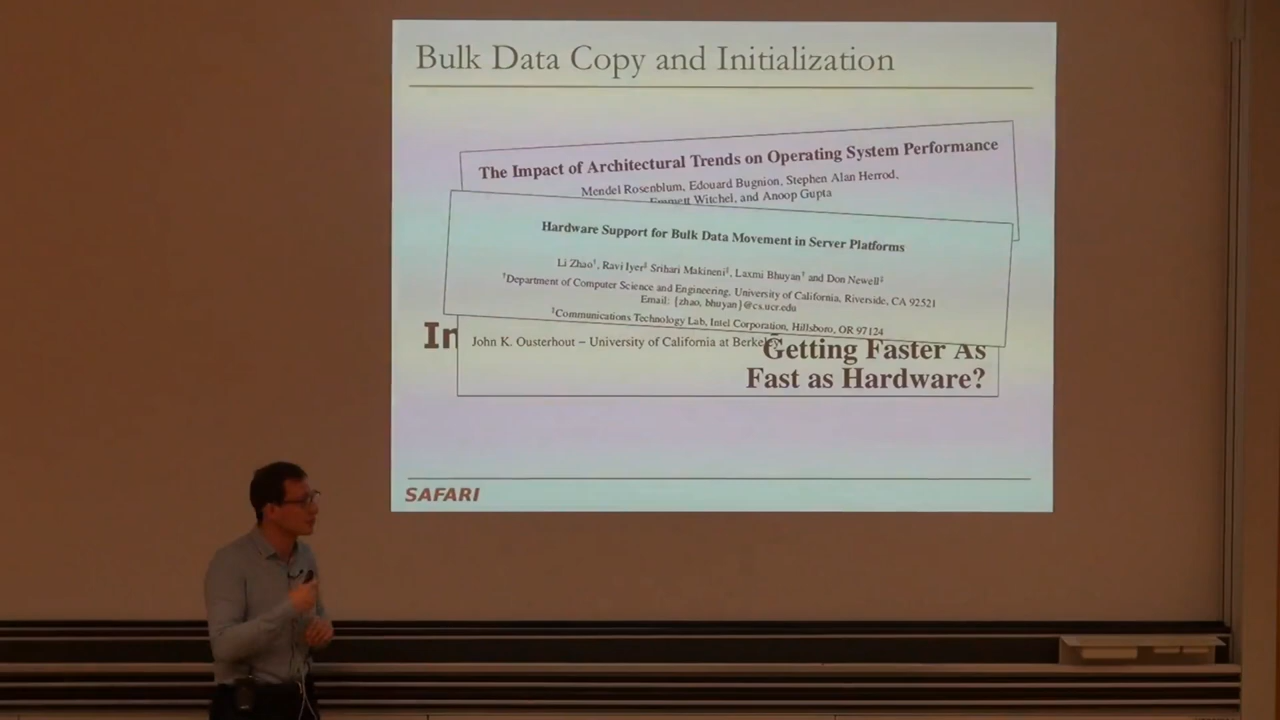 Bulk Data Copy and Initialization
The Impact of Architectural Trends on Operating System Performance
Mendel Rosenblum, Edouard Bugnion, Stephen Alan Herrod,
Emmett Witchel, and Anoop Gupta
Hardware Support for Bulk Data Movement in Server Platforms
Li Zhao†, Ravi Iyer‡ Srihari Makineni‡, Laxmi Bhuyan† and Don Newell‡
†Department of Computer Science and Engineering, University of California, Riverside, CA 92521
Email: {zhao, bhuyan}@cs.ucr.edu
‡Communications Technology Lab, Intel Corporation, Hillsboro, OR 97124
In
John K. Ousterhout – University of California at Berkeley
Getting Faster As
Fast as Hardware?
SAFARI